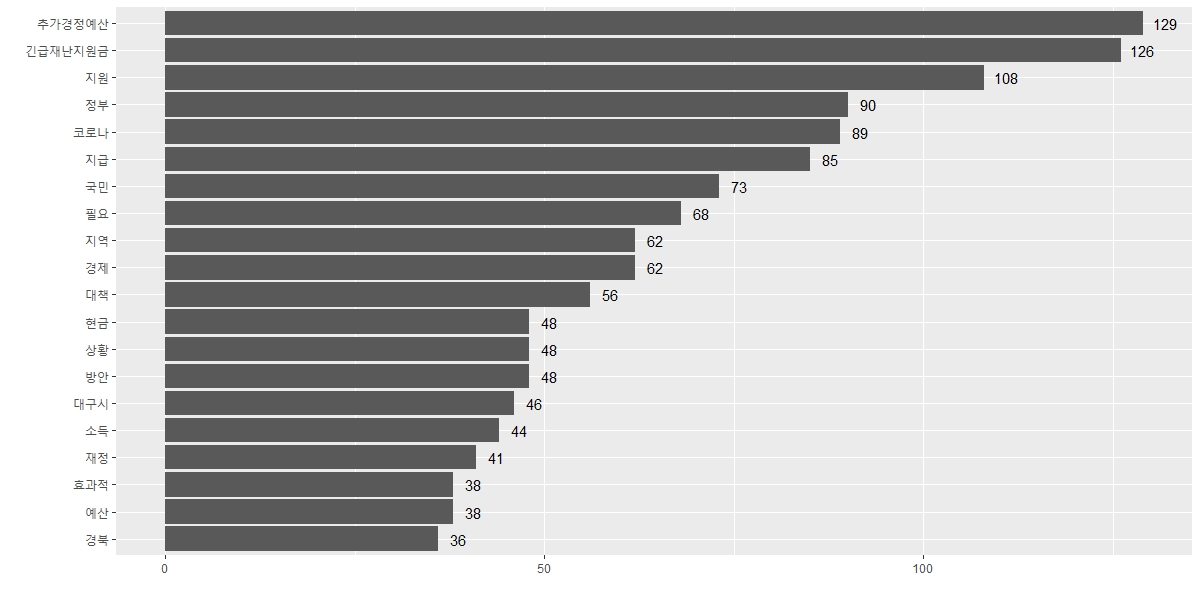 추가경정예산 129
긴급재난지원금 126
지원 108
정부 90
코로나 89
지급 85
국민 73
필요 68
지역 62
경제 62
대책 56
현금 48
상황 48
방안 48
대구시 46
소득 44
재정 41
효과적 38
예산 38
경북 36
0 50 100